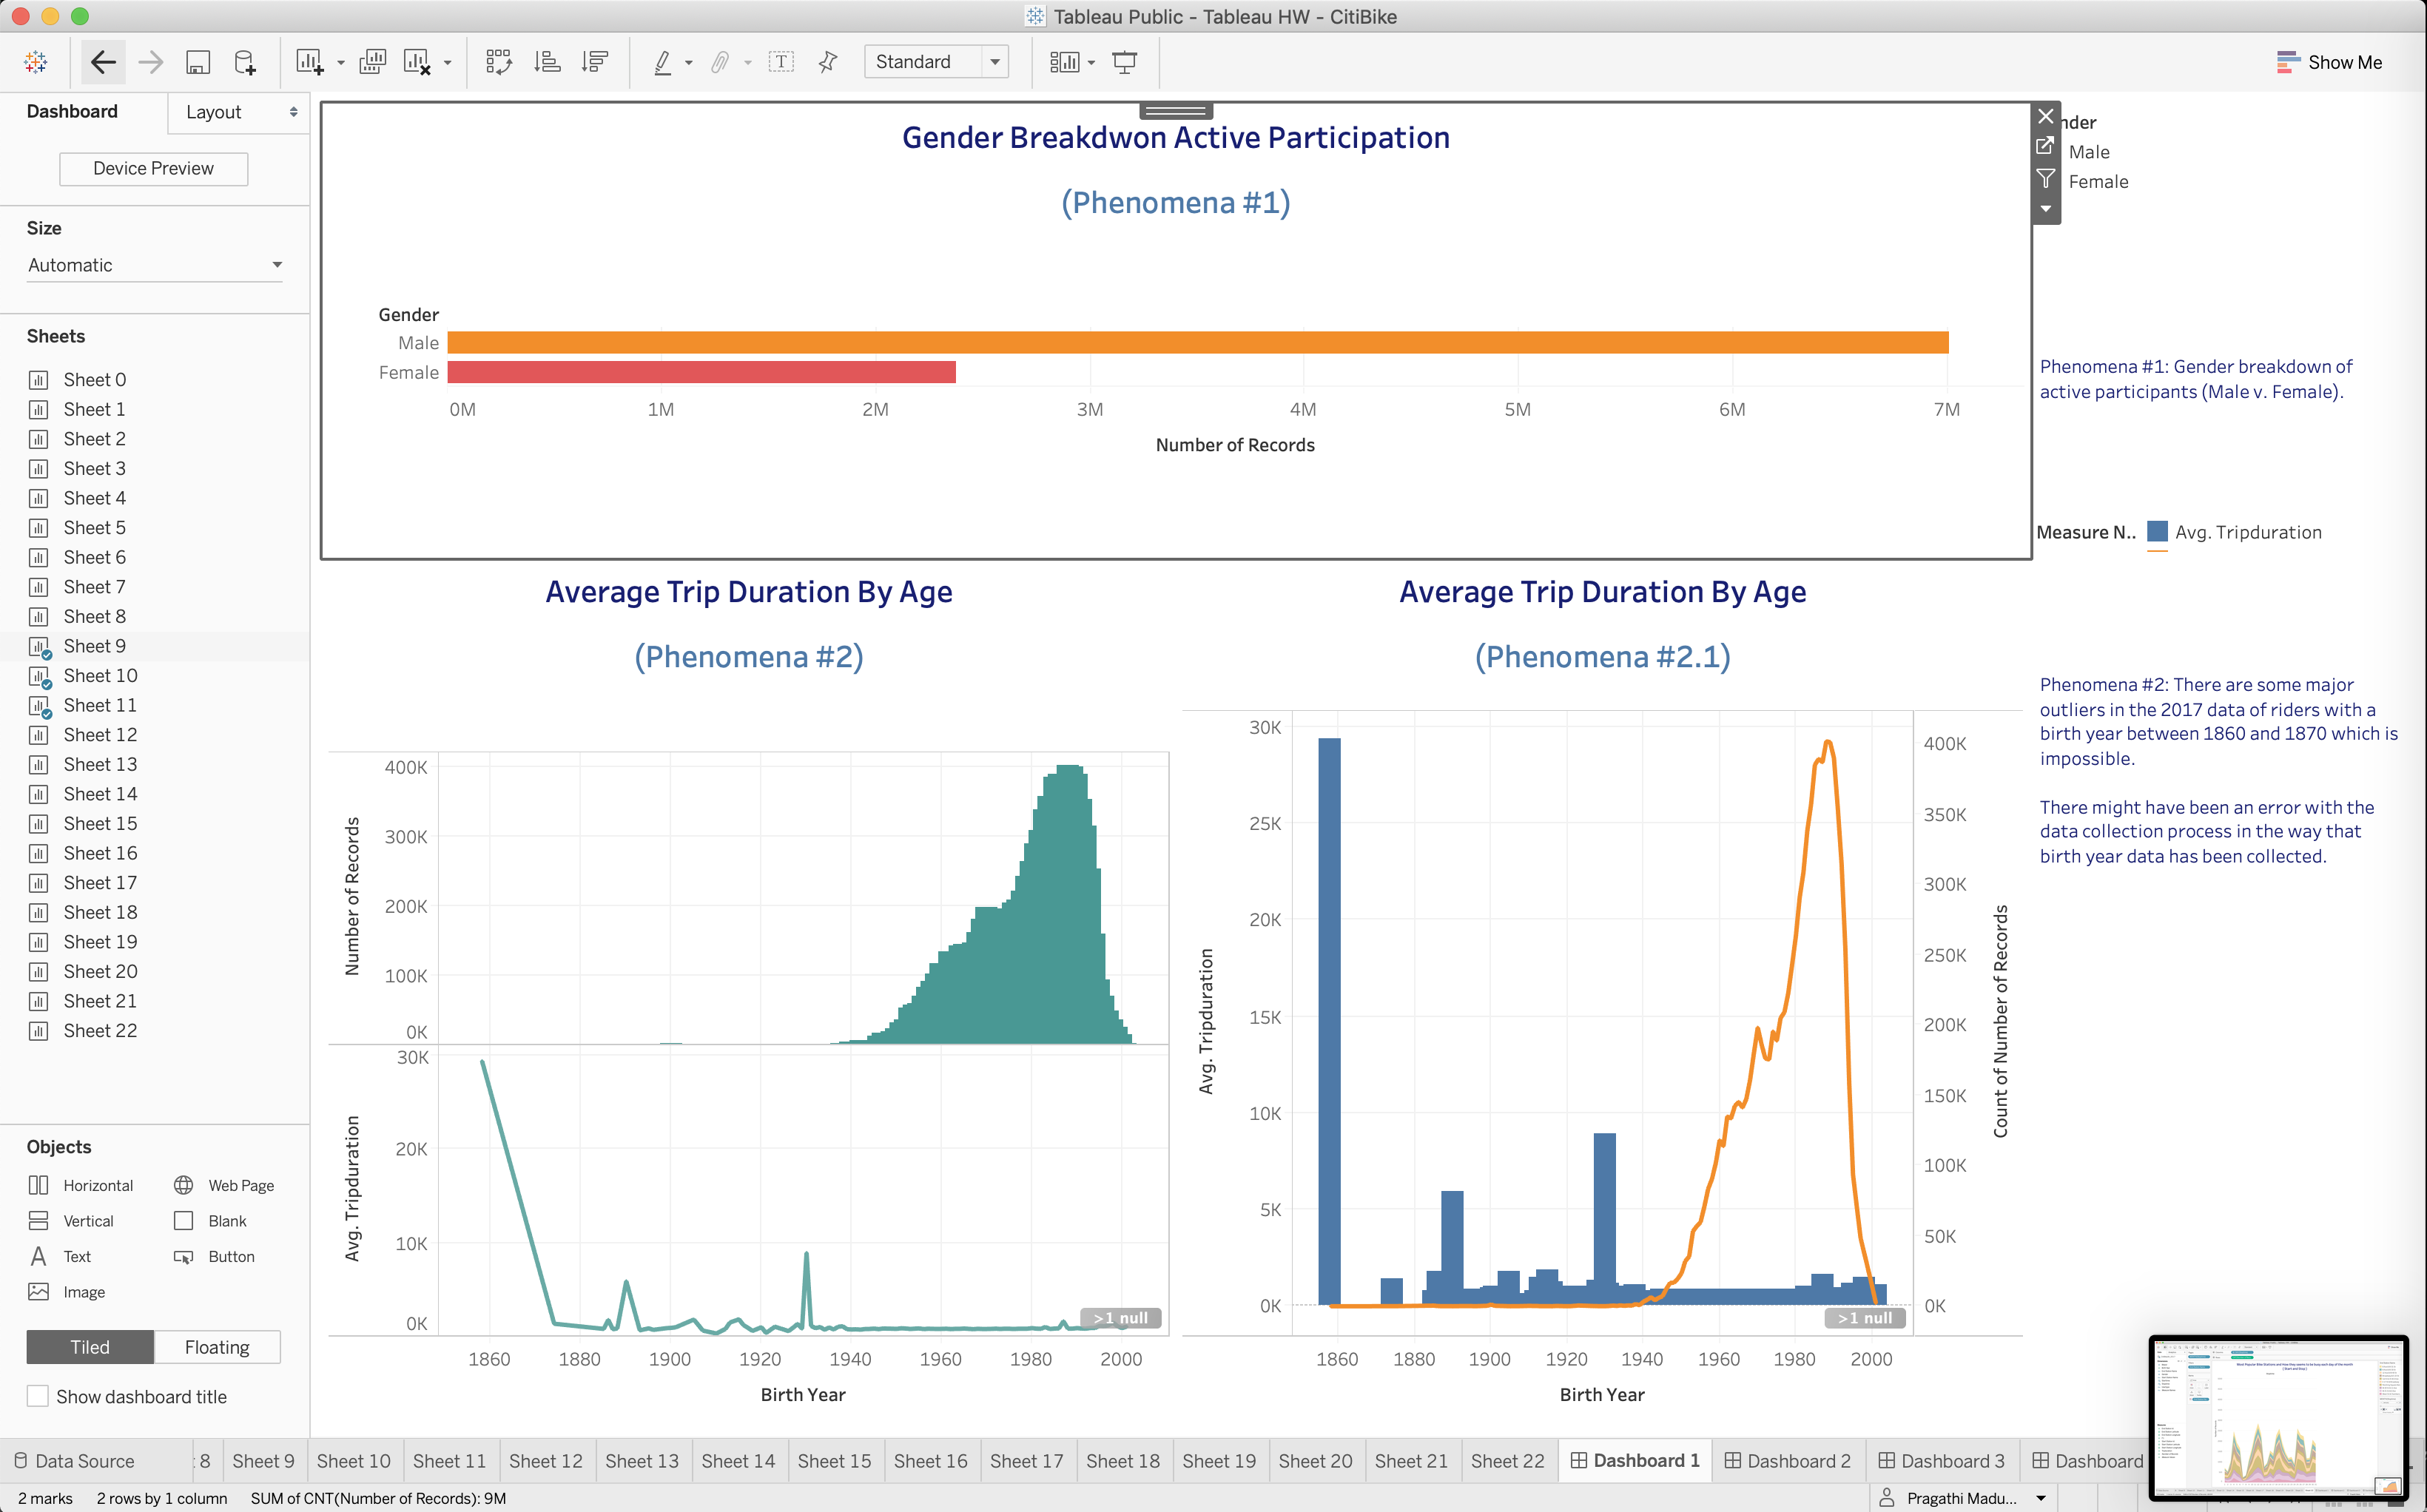 Tableau Public - Tableau HW - CitiBike
Standard
Show Me
Dashboard
Layout
Device Preview
Size
Automatic
Sheets
Sheet 0
Sheet 1
Sheet 2
Sheet 3
Sheet 4
Sheet 5
Sheet 6
Sheet 7
Sheet 8
Sheet 9
Sheet 10
Sheet 11
Sheet 12
Sheet 13
Sheet 14
Sheet 15
Sheet 16
Sheet 17
Sheet 18
Sheet 19
Sheet 20
Sheet 21
Sheet 22
Objects
Horizontal
Web Page
Vertical
Blank
A Text
Button
Image
Tiled
Floating
Show dashboard title
Gender Breakdwon Active Participation
(Phenomena #1)
Gender
Male
Female
0M 1M 2M 3M 4M 5M 6M 7M
Number of Records
nder
Male
Female
Phenomena #1: Gender breakdown of
active participants (Male v. Female).
Measure N..
Avg. Tripduration
Average Trip Duration By Age
(Phenomena #2)
400K
300K
200K
100K
0K
Number of Records
30K
20K
10K
0K
Avg. Tripduration
>1 null
1860 1880 1900 1920 1940 1960 1980 2000
Birth Year
Average Trip Duration By Age
(Phenomena #2.1)
30K
25K
20K
15K
10K
5K
0K
Avg. Tripduration
400K
350K
300K
250K
200K
150K
100K
50K
0K
Count of Number of Records
>1 null
1860 1880 1900 1920 1940 1960 1980 2000
Birth Year
Phenomena #2: There are some major
outliers in the 2017 data of riders with a
birth year between 1860 and 1870 which is
impossible.
There might have been an error with the
data collection process in the way that
birth year data has been collected.
Data Source
: 8
Sheet 9
Sheet 10
Sheet 11
Sheet 12
Sheet 13
Sheet 14
Sheet 15
Sheet 16
Sheet 17
Sheet 18
Sheet 19
Sheet 20
Sheet 21
Sheet 22
Dashboard 1
Dashboard 2
Dashboard 3
Dashboard
2 marks
2 rows by 1 column
SUM of CNT(Number of Records): 9M
Pragathi Madu...